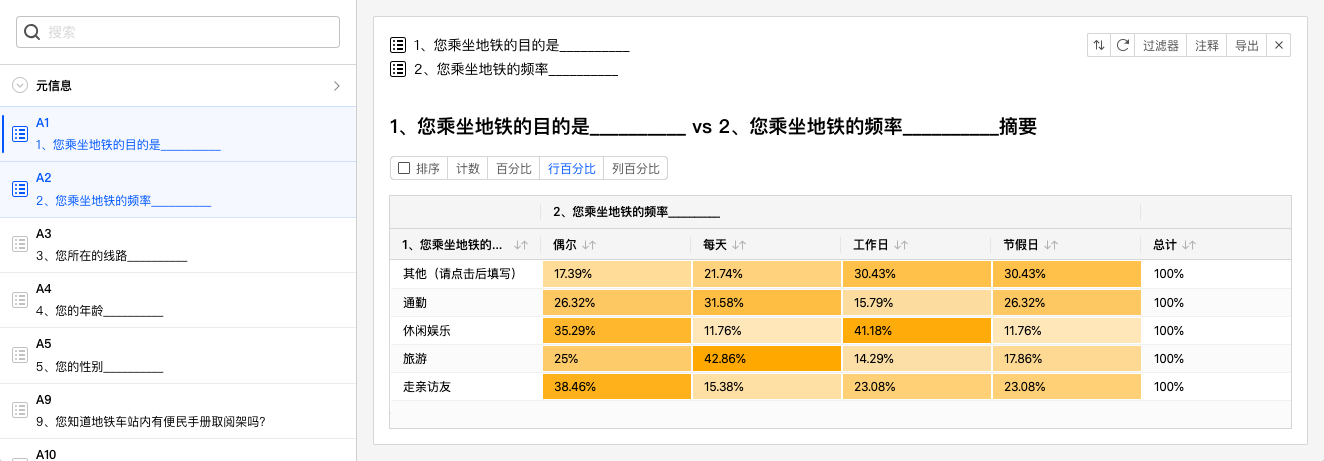 搜索
元信息
A1
1、您乘坐地铁的目的是__________
A2
2、您乘坐地铁的频率__________
A3
3、您所在的线路__________
A4
4、您的年龄__________
A5
5、您的性别__________
A9
9、您知道地铁车站内有便民手册取阅架吗?
A10
1、您乘坐地铁的目的是__________
2、您乘坐地铁的频率__________
过滤器 注释 导出 ×
1、您乘坐地铁的目的是__________ vs 2、您乘坐地铁的频率__________摘要
排序 计数 百分比 行百分比 列百分比
2、您乘坐地铁的频率__________
1、您乘坐地铁的... 偶尔 每天 工作日 节假日 总计
其他（请点击后填写） 17.39% 21.74% 30.43% 30.43% 100%
通勤 26.32% 31.58% 15.79% 26.32% 100%
休闲娱乐 35.29% 11.76% 41.18% 11.76% 100%
旅游 25% 42.86% 14.29% 17.86% 100%
走亲访友 38.46% 15.38% 23.08% 23.08% 100%